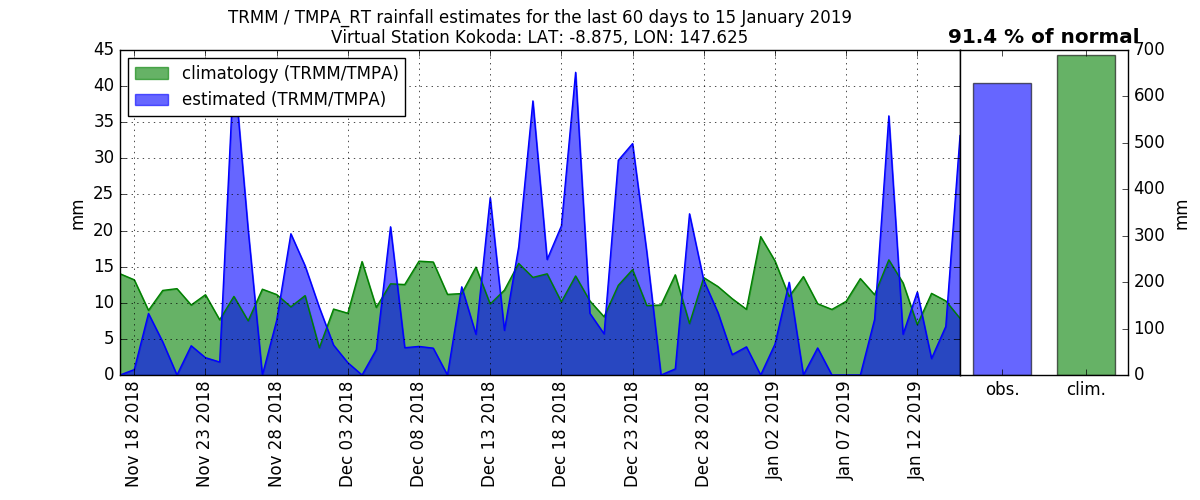 TRMM / TMPA_RT rainfall estimates for the last 60 days to 15 January 2019
Virtual Station Kokoda: LAT: -8.875, LON: 147.625
91.4 % of normal
climatology (TRMM/TMPA)
estimated (TRMM/TMPA)
45
40
35
30
25
20
15
10
5
0
mm
Nov 18 2018
Nov 23 2018
Nov 28 2018
Dec 03 2018
Dec 08 2018
Dec 13 2018
Dec 18 2018
Dec 23 2018
Dec 28 2018
Jan 02 2019
Jan 07 2019
Jan 12 2019
obs.
clim.
700
600
500
400
300
200
100
0
mm